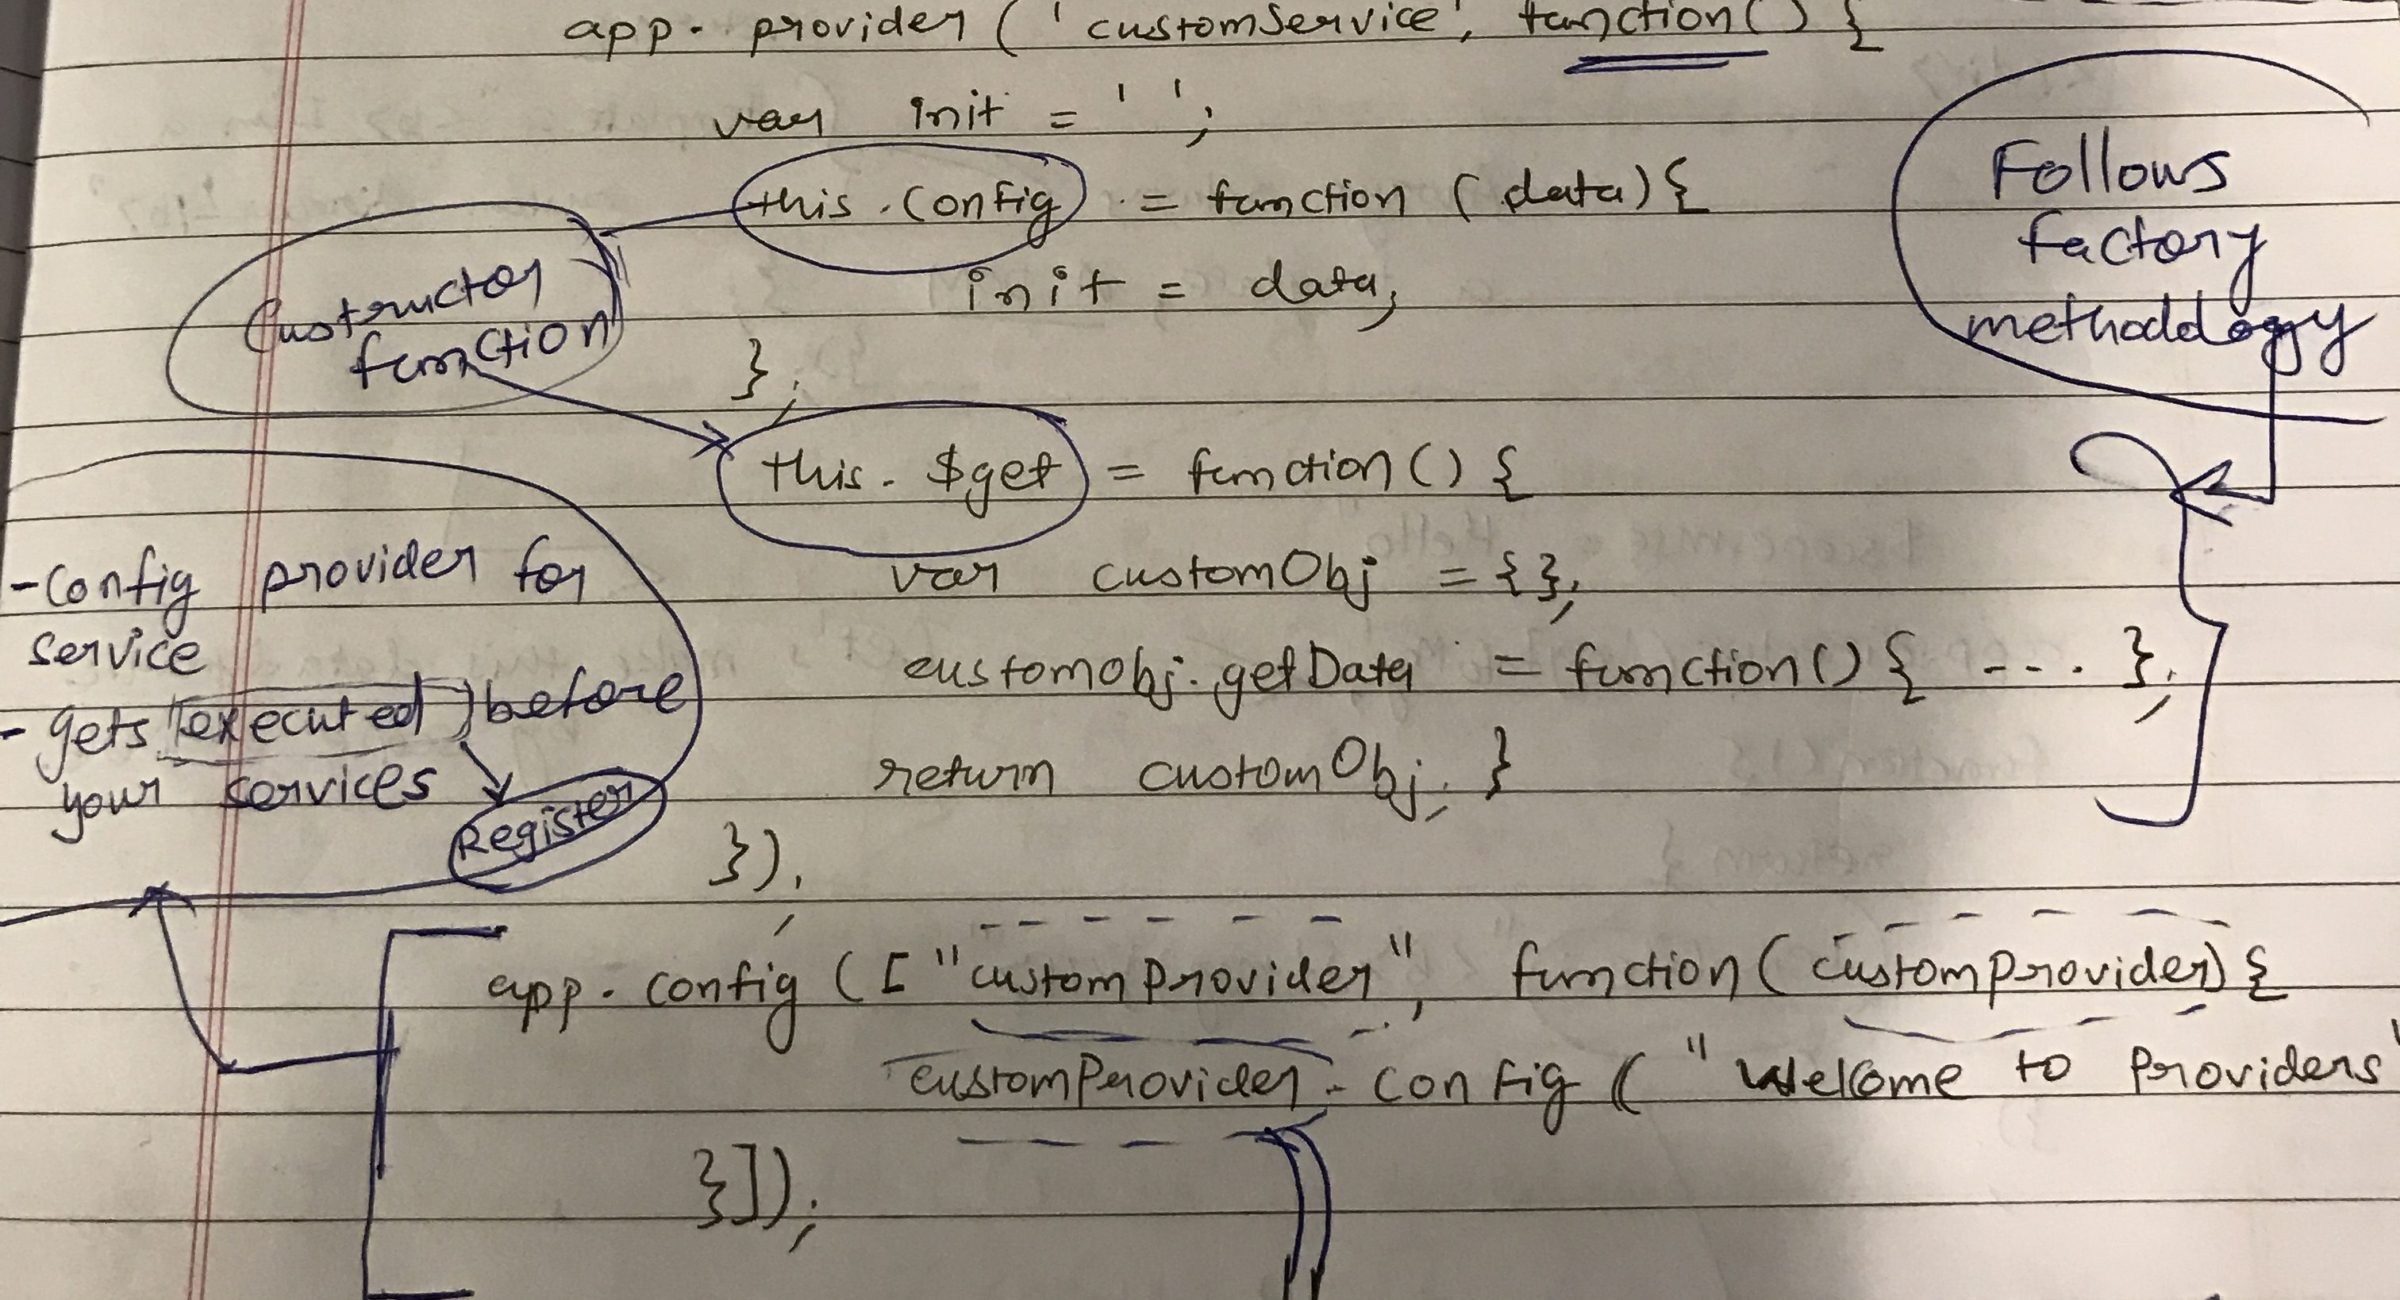 app. provider ( 'customService', function() {
var init = ' ';
this.config = function (data) {
init = data;
};
this.$get = function() {
var customObj = {};
customobj.getData = function() { --.. };
return customObj; }
});
app.config ( [ "customProvider", function( customprovider) {
customProvider.config ( "Welcome to Providers"
}]);
Follows
factory
methodology
Custructor
function
-Config provider for
service
- gets executed before
your services
Register